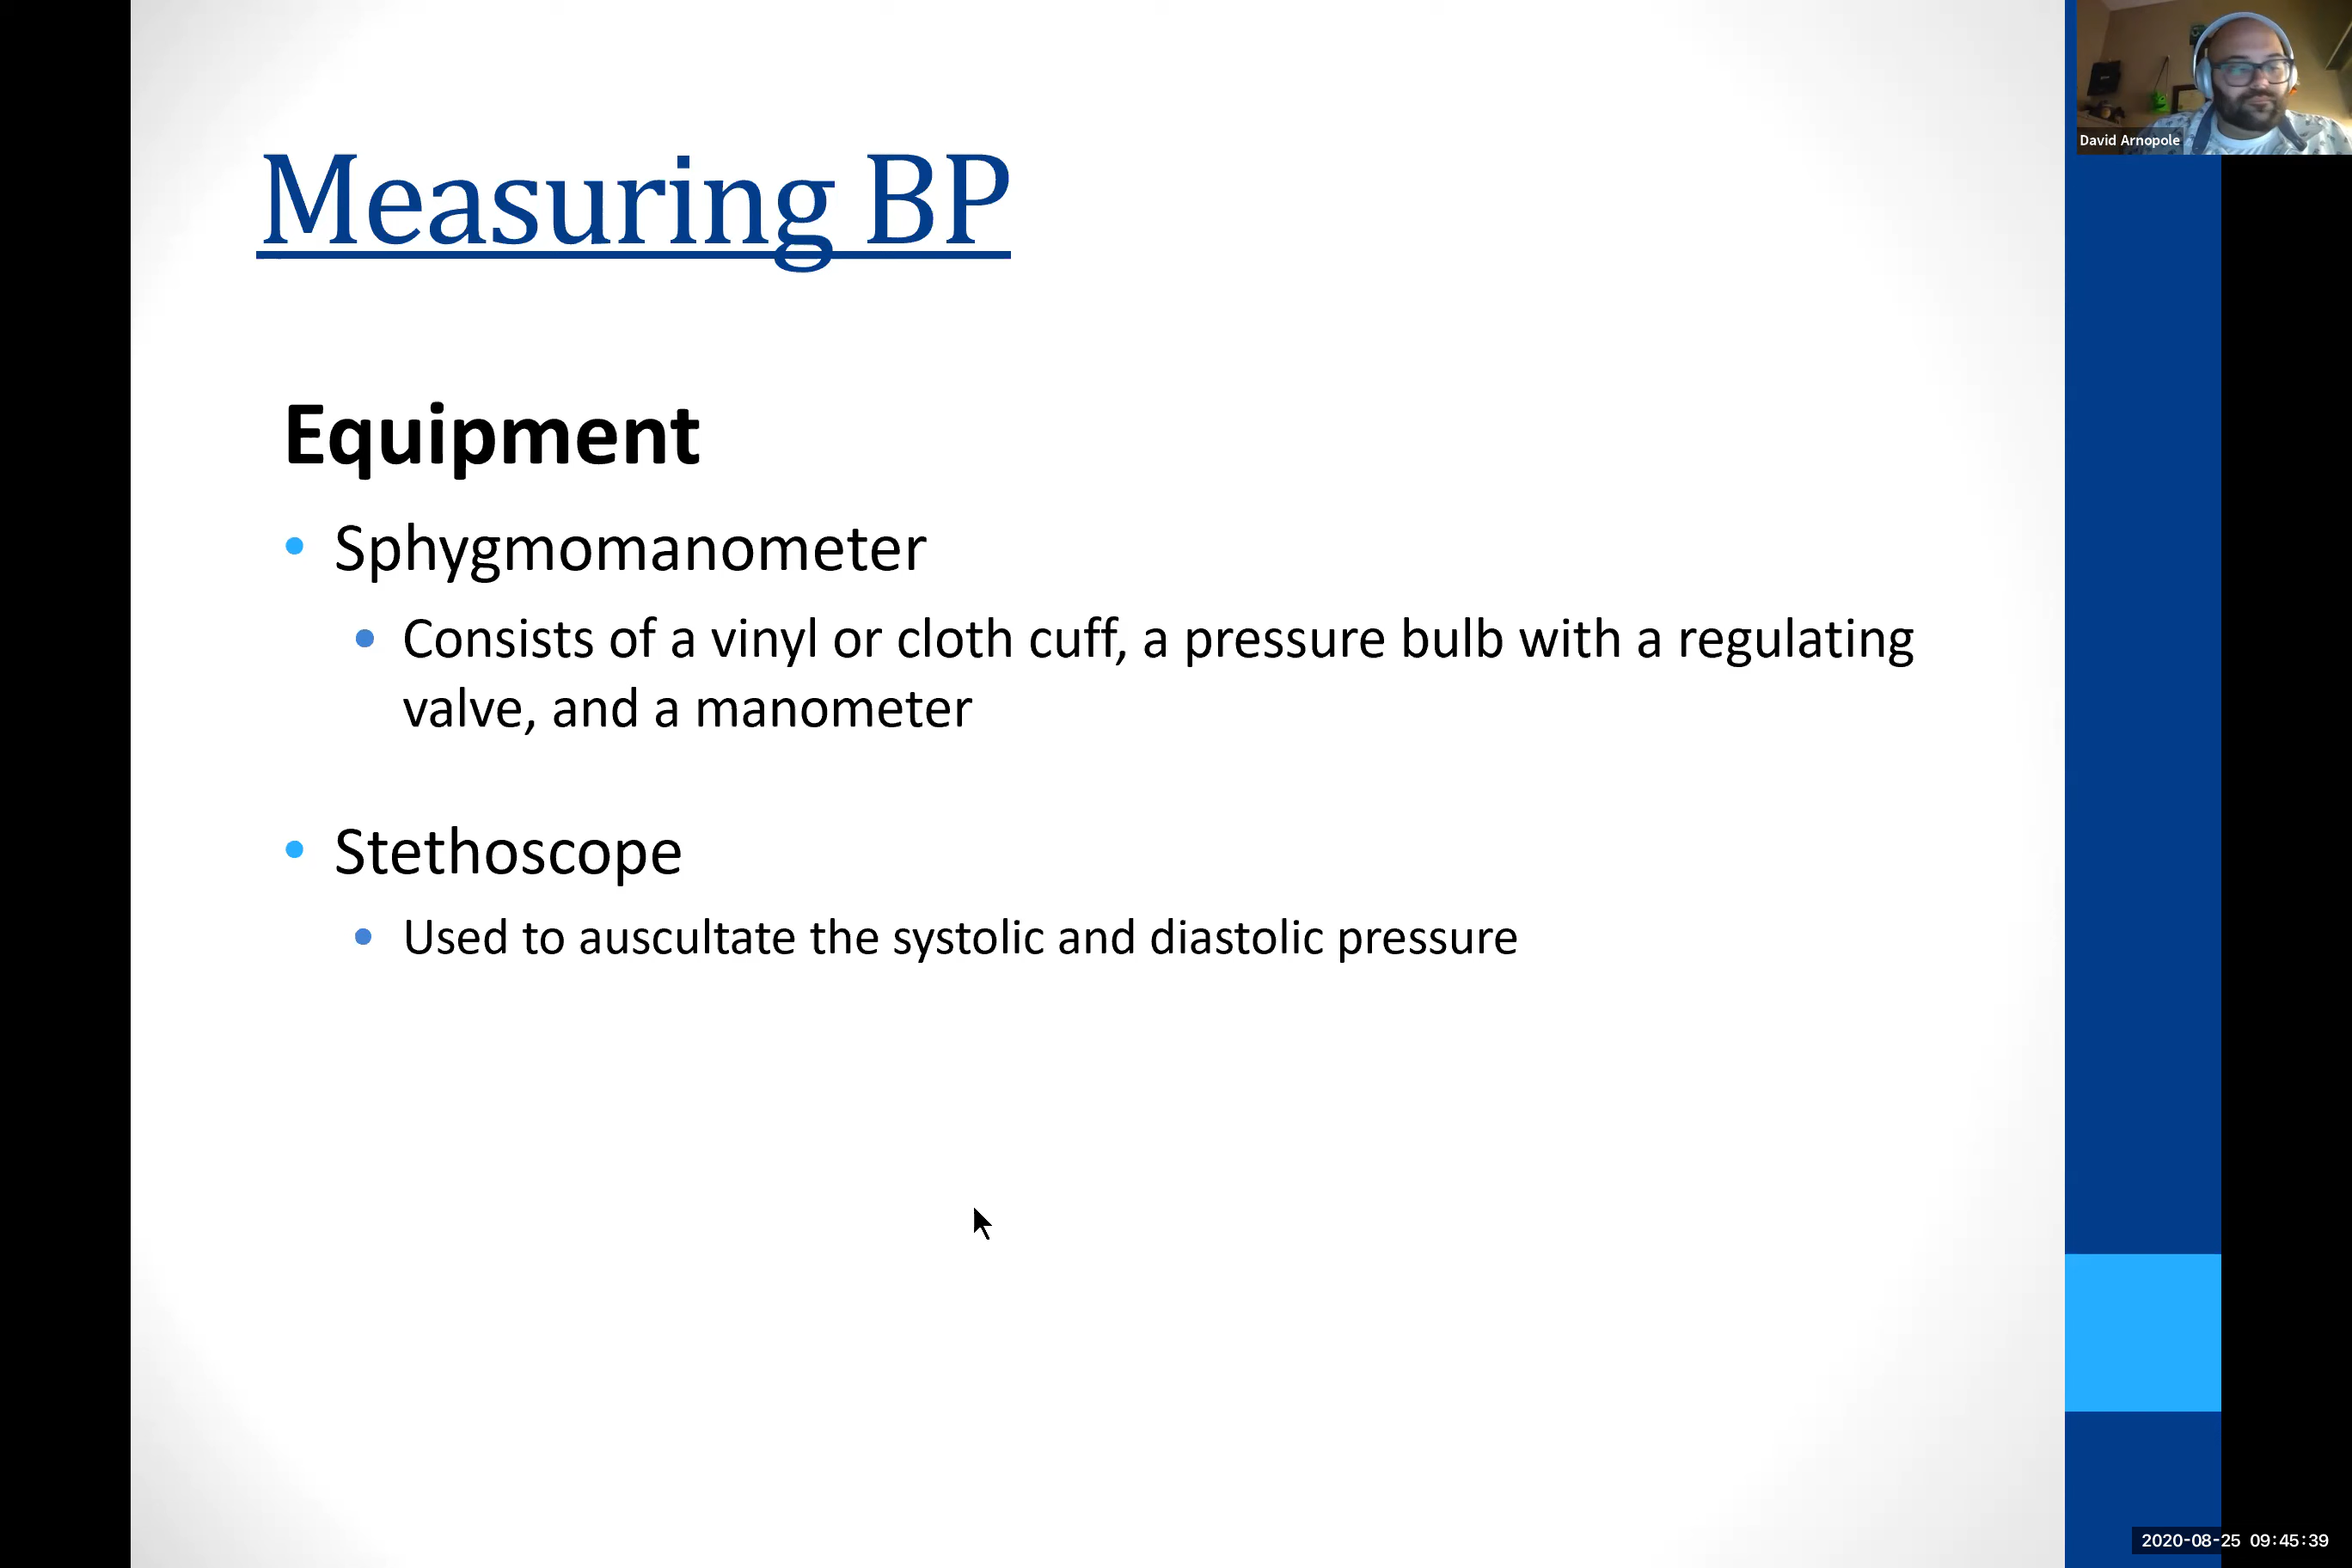 Measuring BP
David Arnopole
Equipment
• Sphygmomanometer
• Consists of a vinyl or cloth cuff, a pressure bulb with a regulating
valve, and a manometer
• Stethoscope
• Used to auscultate the systolic and diastolic pressure
2020-08-25 09:45:39